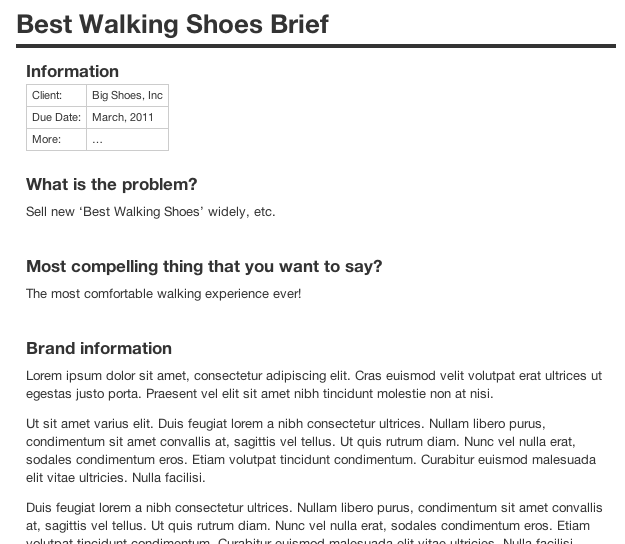 Best Walking Shoes Brief
Information
Client: Big Shoes, Inc
Due Date: March, 2011
More: ...
What is the problem?
Sell new ‘Best Walking Shoes’ widely, etc.
Most compelling thing that you want to say?
The most comfortable walking experience ever!
Brand information
Lorem ipsum dolor sit amet, consectetur adipiscing elit. Cras euismod velit volutpat erat ultrices ut
egestas justo porta. Praesent vel elit sit amet nibh tincidunt molestie non at nisi.
Ut sit amet varius elit. Duis feugiat lorem a nibh consectetur ultrices. Nullam libero purus,
condimentum sit amet convallis at, sagittis vel tellus. Ut quis rutrum diam. Nunc vel nulla erat,
sodales condimentum eros. Etiam volutpat tincidunt condimentum. Curabitur euismod malesuada
elit vitae ultricies. Nulla facilisi.
Duis feugiat lorem a nibh consectetur ultrices. Nullam libero purus, condimentum sit amet convallis
at, sagittis vel tellus. Ut quis rutrum diam. Nunc vel nulla erat, sodales condimentum eros. Etiam
volutpat tincidunt condimentum. Curabitur euismod malesuada elit vitae ultricies. Nulla facilisi.